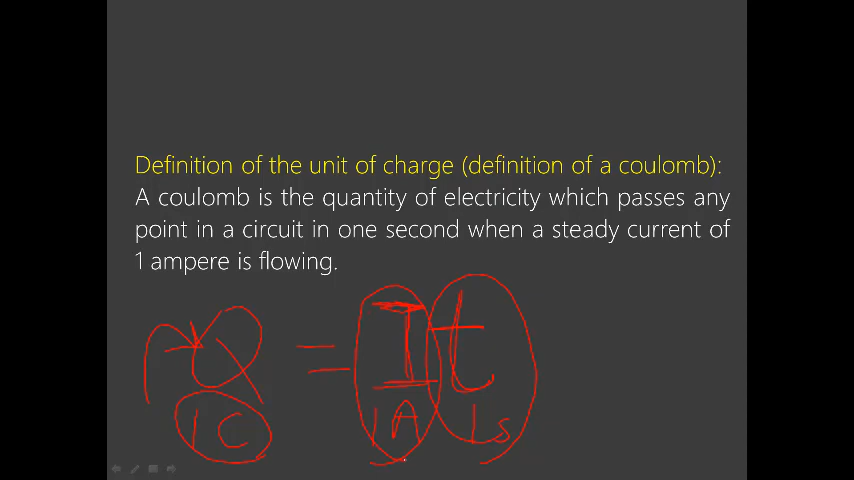 Definition of the unit of charge (definition of a coulomb):
A coulomb is the quantity of electricity which passes any
point in a circuit in one second when a steady current of
1 ampere is flowing.
Q = I t
1C 1A 1s